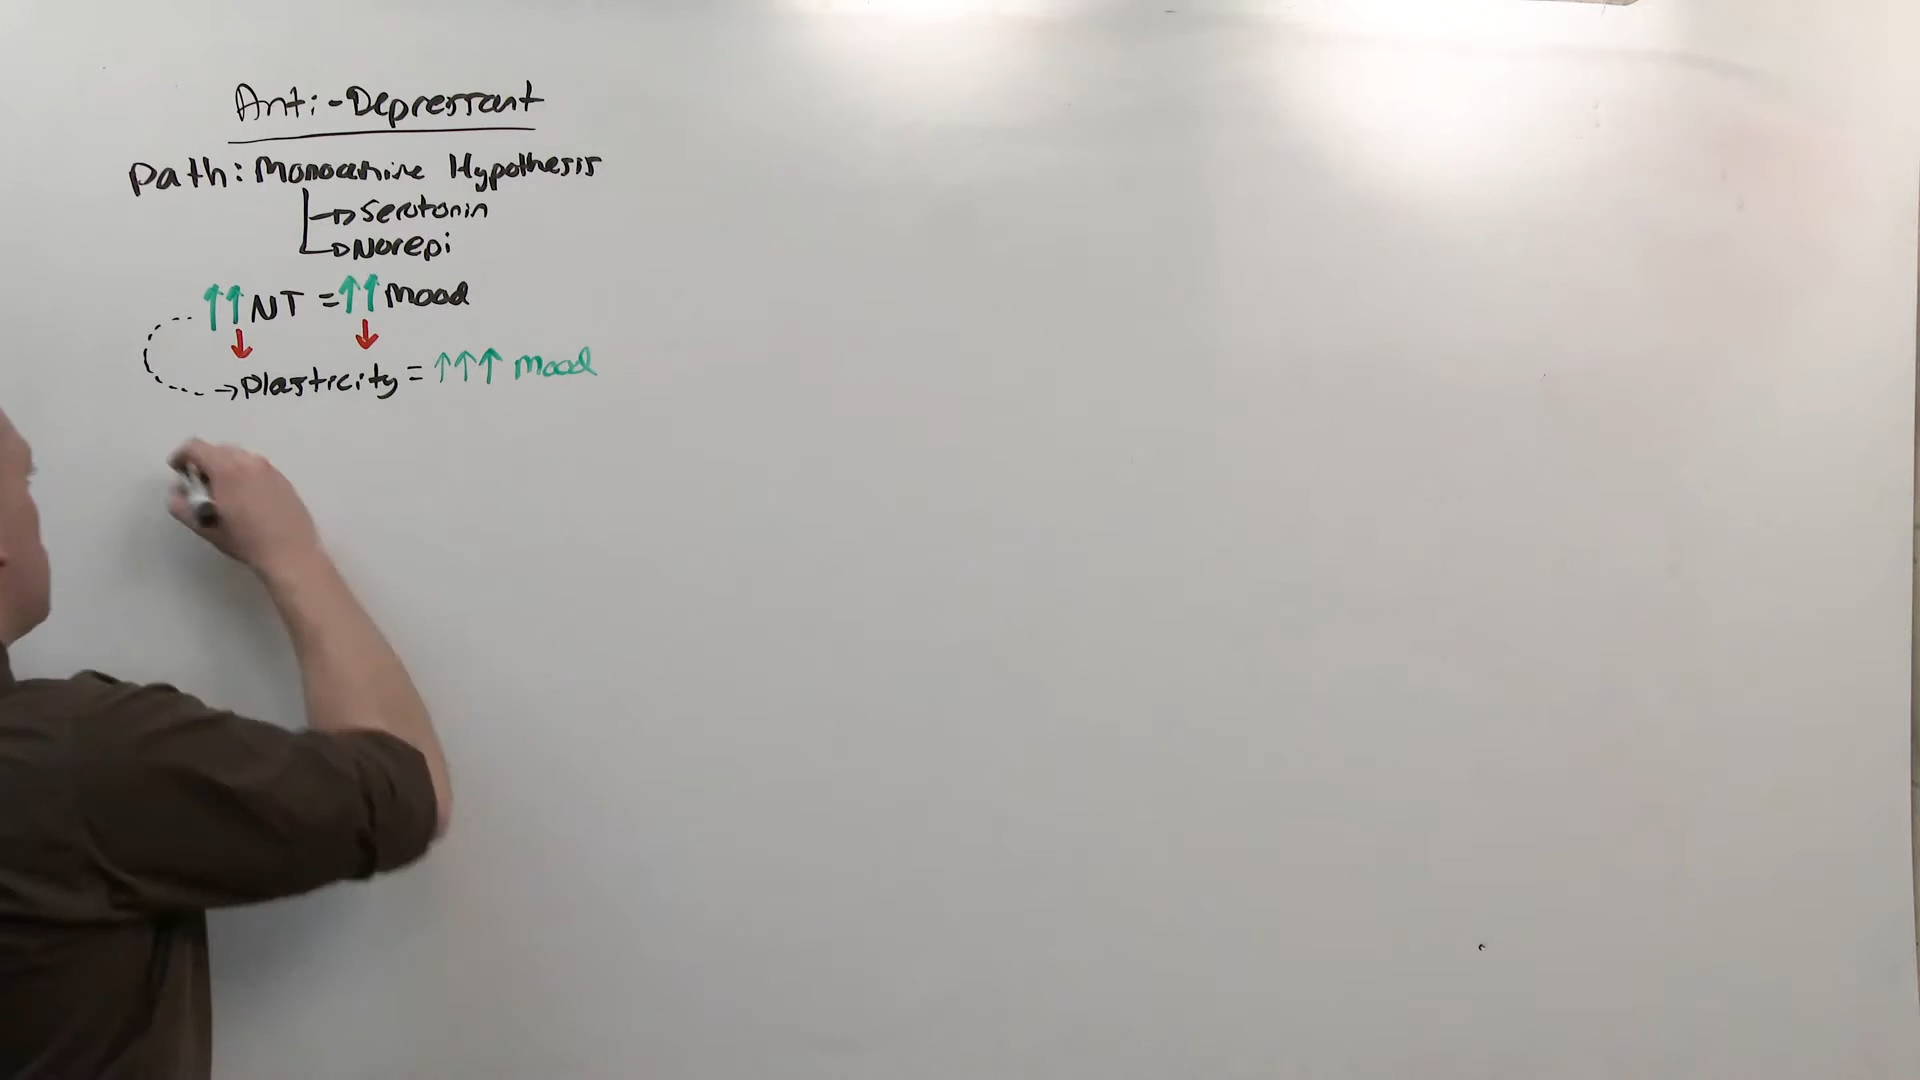 Anti-Depressant
Path: Monoamine Hypothesis
→ Serotonin
→ Norepi
↑↑ NT = ↑↑ Mood
↓ ↓
→ Plasticity = ↑↑↑ Mood